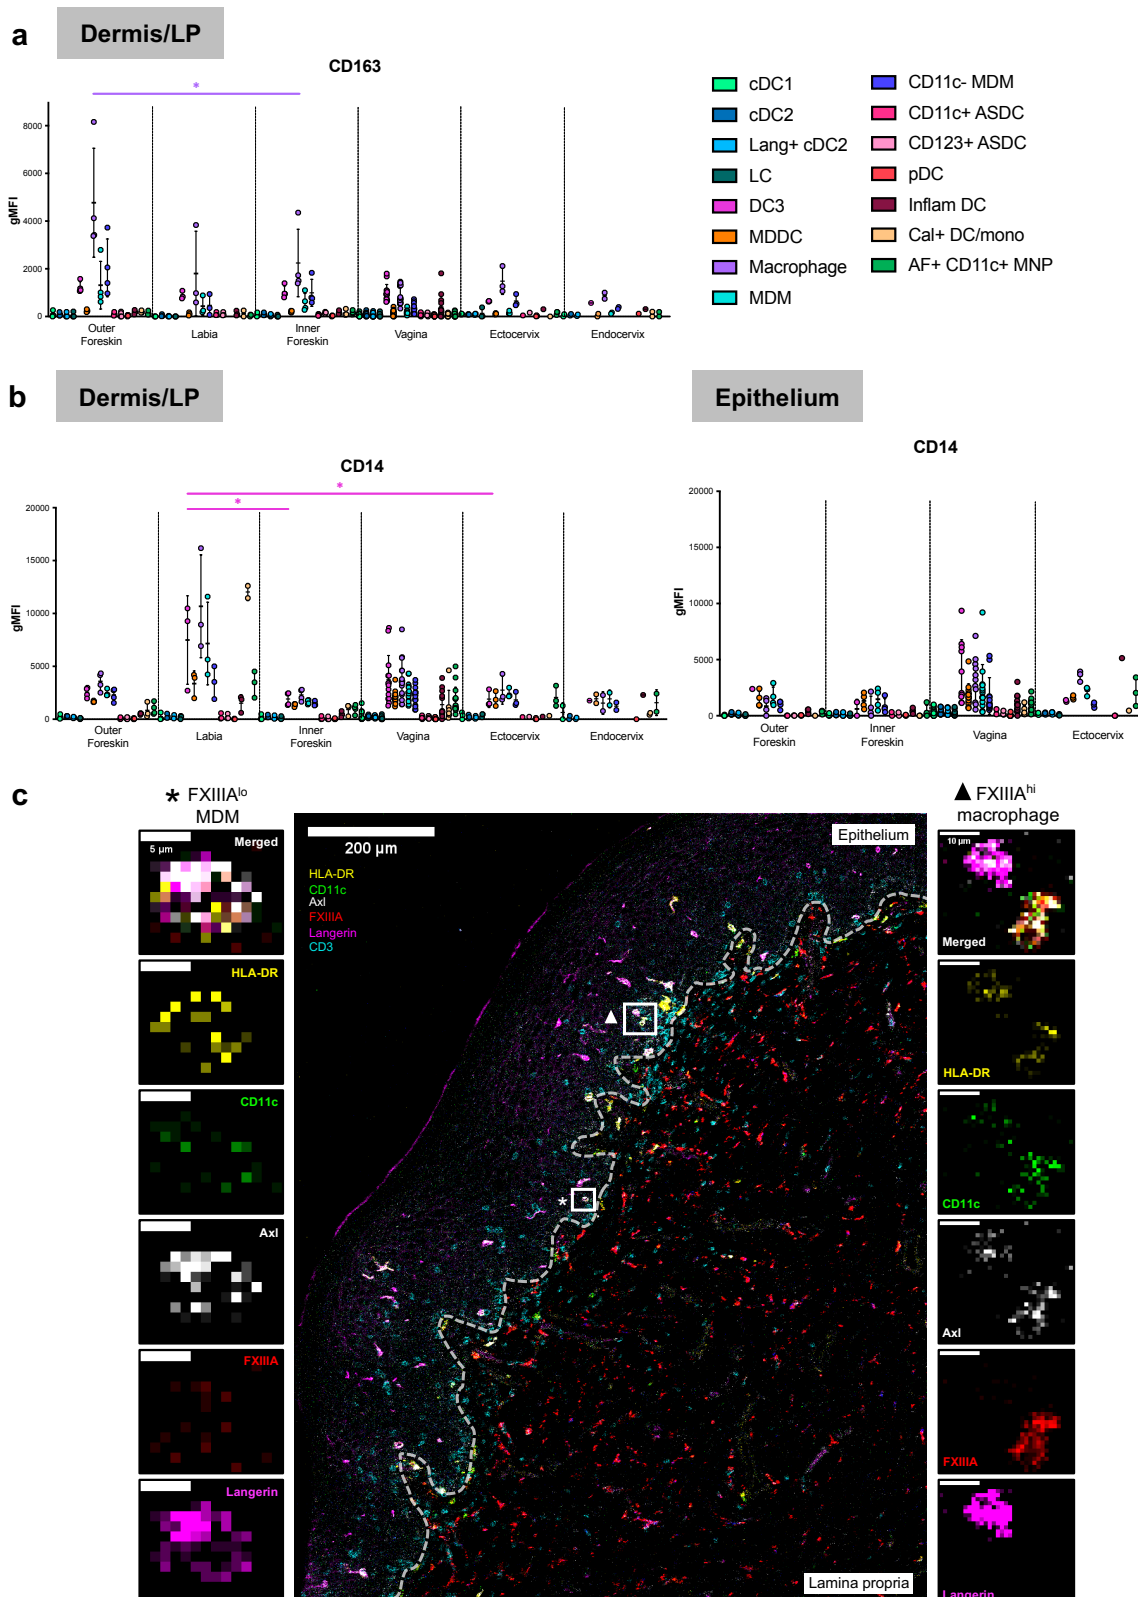 a
Dermis/LP
CD163
gMFI
8000
6000
4000
2000
0
*
Outer
Foreskin
Labia
Inner
Foreskin
Vagina
Ectocervix
Endocervix
cDC1
cDC2
Lang+ cDC2
LC
DC3
MDDC
Macrophage
MDM
CD11c- MDM
CD11c+ ASDC
CD123+ ASDC
pDC
Inflam DC
Cal+ DC/mono
AF+ CD11c+ MNP
b
Dermis/LP
CD14
*
*
gMFI
20000
15000
10000
5000
0
Outer
Foreskin
Labia
Inner
Foreskin
Vagina
Ectocervix
Endocervix
Epithelium
CD14
gMFI
20000
15000
10000
5000
0
Outer
Foreskin
Inner
Foreskin
Vagina
Ectocervix
c
* FXIIIAlo
MDM
Merged
5 µm
HLA-DR
CD11c
Axl
FXIIIA
Langerin
200 µm
HLA-DR
CD11c
Axl
FXIIIA
Langerin
CD3
Epithelium
*
Lamina propria
▲ FXIIIAhi
macrophage
10 µm
Merged
HLA-DR
CD11c
Axl
FXIIIA
Langerin